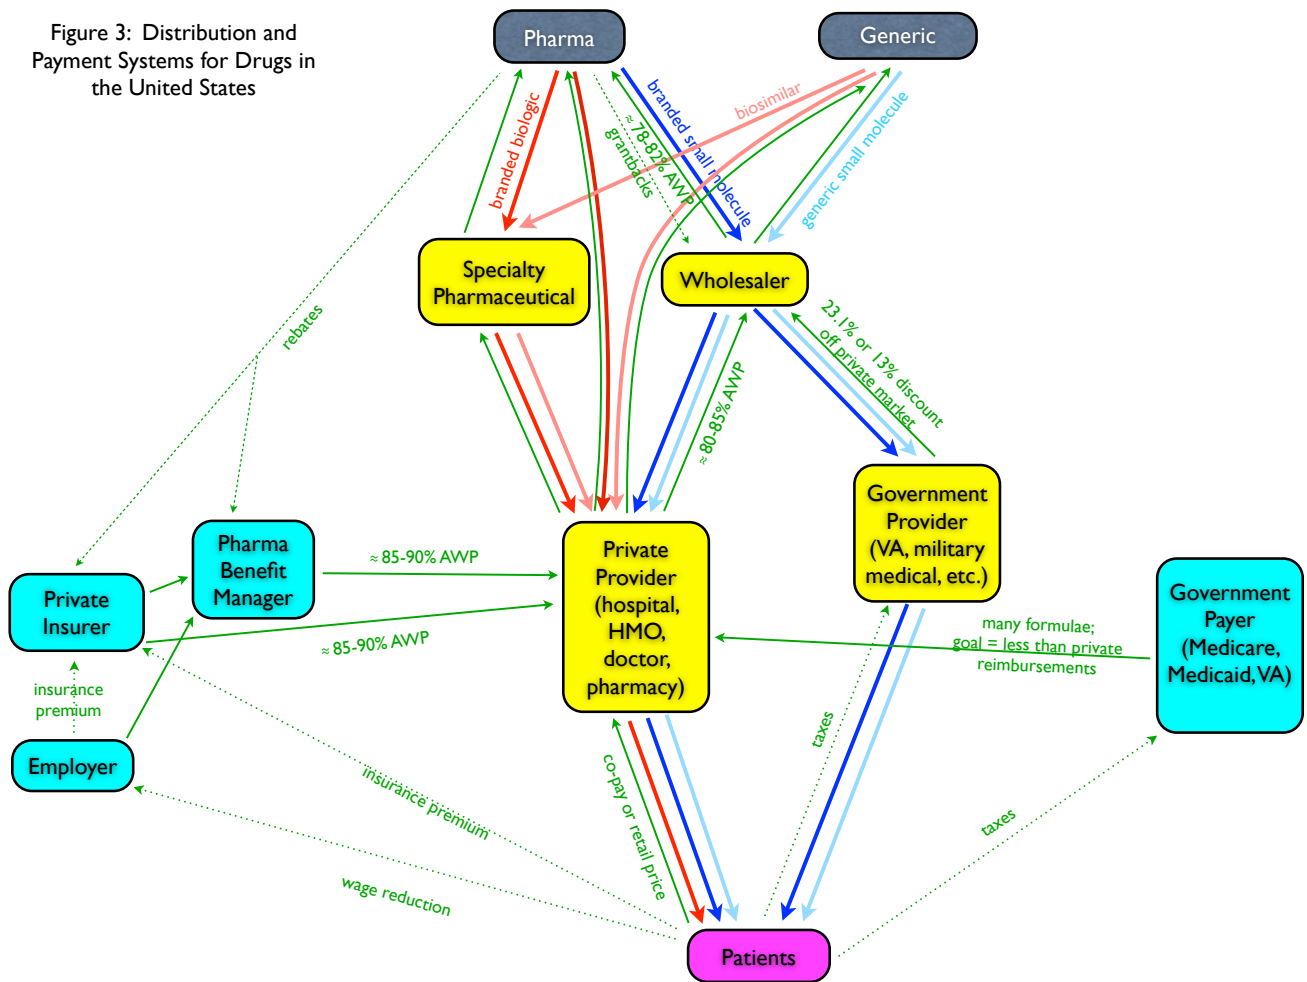 Figure 3: Distribution and
Payment Systems for Drugs in
the United States
Pharma
Generic
branded biologic
branded small molecule
≈ 78-82% AWP
grantbacks
biosimilar
generic small molecule
Specialty
Pharmaceutical
Wholesaler
rebates
≈ 80-85% AWP
23.1% or 13% discount
off private market
Pharma
Benefit
Manager
≈ 85-90% AWP
Private
Insurer
≈ 85-90% AWP
Private
Provider
(hospital,
HMO,
doctor,
pharmacy)
Government
Provider
(VA, military
medical, etc.)
many formulae;
goal = less than private
reimbursements
Government
Payer
(Medicare,
Medicaid, VA)
insurance
premium
Employer
insurance premium
wage reduction
co-pay or retail price
taxes
taxes
Patients